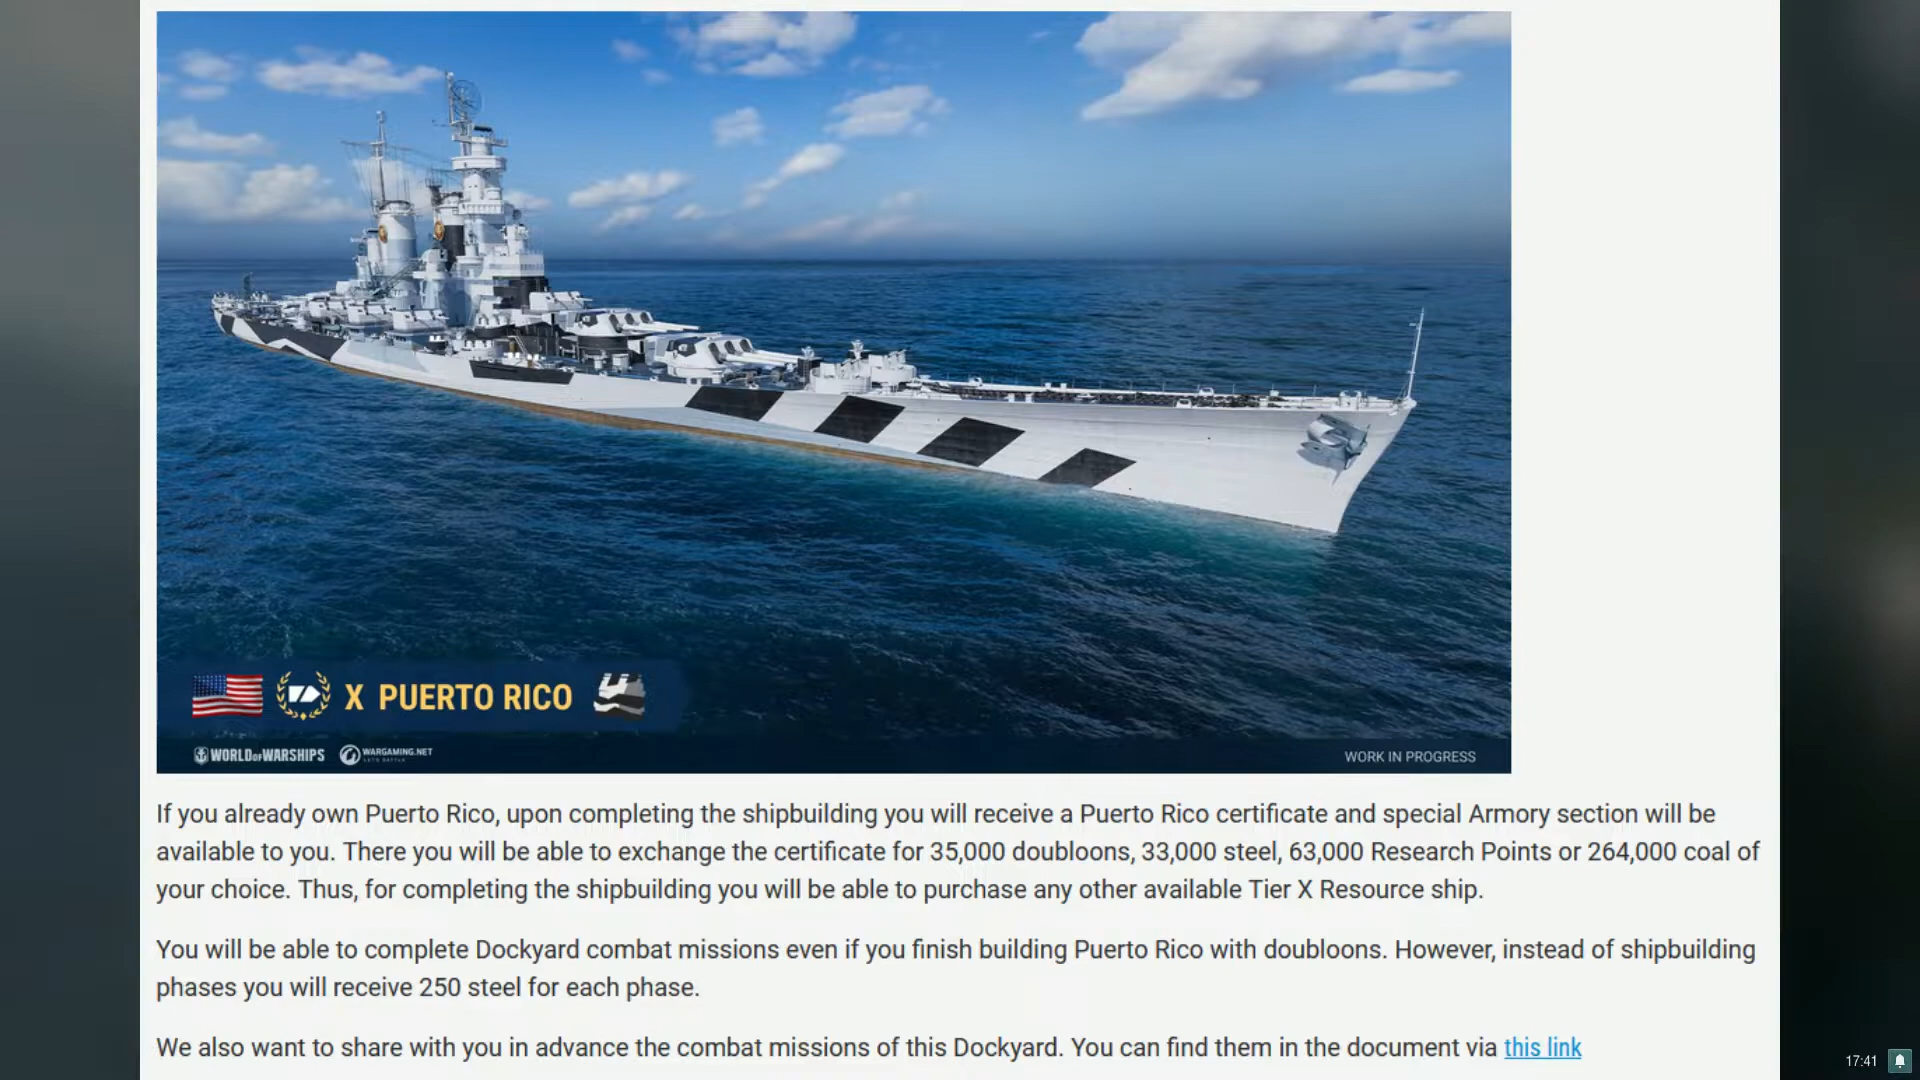 X PUERTO RICO
WORLD OF WARSHIPS
WARGAMING.NET
LET'S BATTLE
WORK IN PROGRESS
If you already own Puerto Rico, upon completing the shipbuilding you will receive a Puerto Rico certificate and special Armory section will be
available to you. There you will be able to exchange the certificate for 35,000 doubloons, 33,000 steel, 63,000 Research Points or 264,000 coal of
your choice. Thus, for completing the shipbuilding you will be able to purchase any other available Tier X Resource ship.
You will be able to complete Dockyard combat missions even if you finish building Puerto Rico with doubloons. However, instead of shipbuilding
phases you will receive 250 steel for each phase.
We also want to share with you in advance the combat missions of this Dockyard. You can find them in the document via this link
17:41